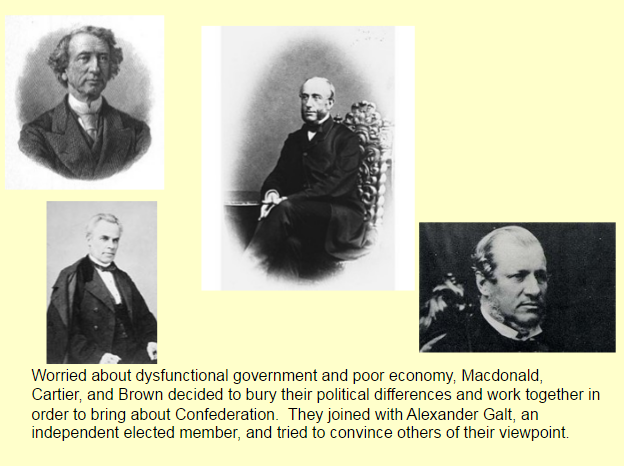 Worried about dysfunctional government and poor economy, Macdonald,
Cartier, and Brown decided to bury their political differences and work together in
order to bring about Confederation.  They joined with Alexander Galt, an
independent elected member, and tried to convince others of their viewpoint.